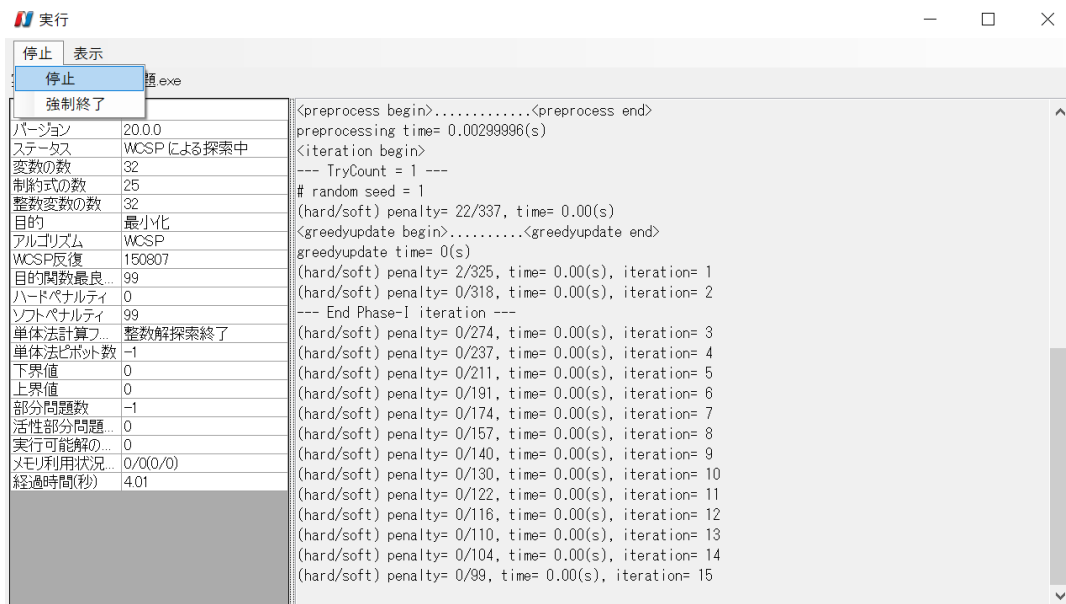 実行
停止 表示
停止
題.exe
強制終了
バージョン 20.0.0
ステータス WCSP による探索中
変数の数 32
制約式の数 25
整数変数の数 32
目的 最小化
アルゴリズム WCSP
WCSP反復 150807
目的関数最良... 99
ハードペナルティ 0
ソフトペナルティ 99
単体法計算フ... 整数解探索終了
単体法ピボット数 -1
下界値 0
上界値 0
部分問題数 -1
活性部分問題... 0
実行可能解の... 0
メモリ利用状況... 0/0(0/0)
経過時間(秒) 4.01
<preprocess begin>.............<preprocess end>
preprocessing time= 0.00299996(s)
<iteration begin>
--- TryCount = 1 ---
# random seed = 1
(hard/soft) penalty= 22/337, time= 0.00(s)
<greedyupdate begin>..........<greedyupdate end>
greedyupdate time= 0(s)
(hard/soft) penalty= 2/325, time= 0.00(s), iteration= 1
(hard/soft) penalty= 0/318, time= 0.00(s), iteration= 2
--- End Phase-I iteration ---
(hard/soft) penalty= 0/274, time= 0.00(s), iteration= 3
(hard/soft) penalty= 0/237, time= 0.00(s), iteration= 4
(hard/soft) penalty= 0/211, time= 0.00(s), iteration= 5
(hard/soft) penalty= 0/191, time= 0.00(s), iteration= 6
(hard/soft) penalty= 0/174, time= 0.00(s), iteration= 7
(hard/soft) penalty= 0/157, time= 0.00(s), iteration= 8
(hard/soft) penalty= 0/140, time= 0.00(s), iteration= 9
(hard/soft) penalty= 0/130, time= 0.00(s), iteration= 10
(hard/soft) penalty= 0/122, time= 0.00(s), iteration= 11
(hard/soft) penalty= 0/116, time= 0.00(s), iteration= 12
(hard/soft) penalty= 0/110, time= 0.00(s), iteration= 13
(hard/soft) penalty= 0/104, time= 0.00(s), iteration= 14
(hard/soft) penalty= 0/99, time= 0.00(s), iteration= 15